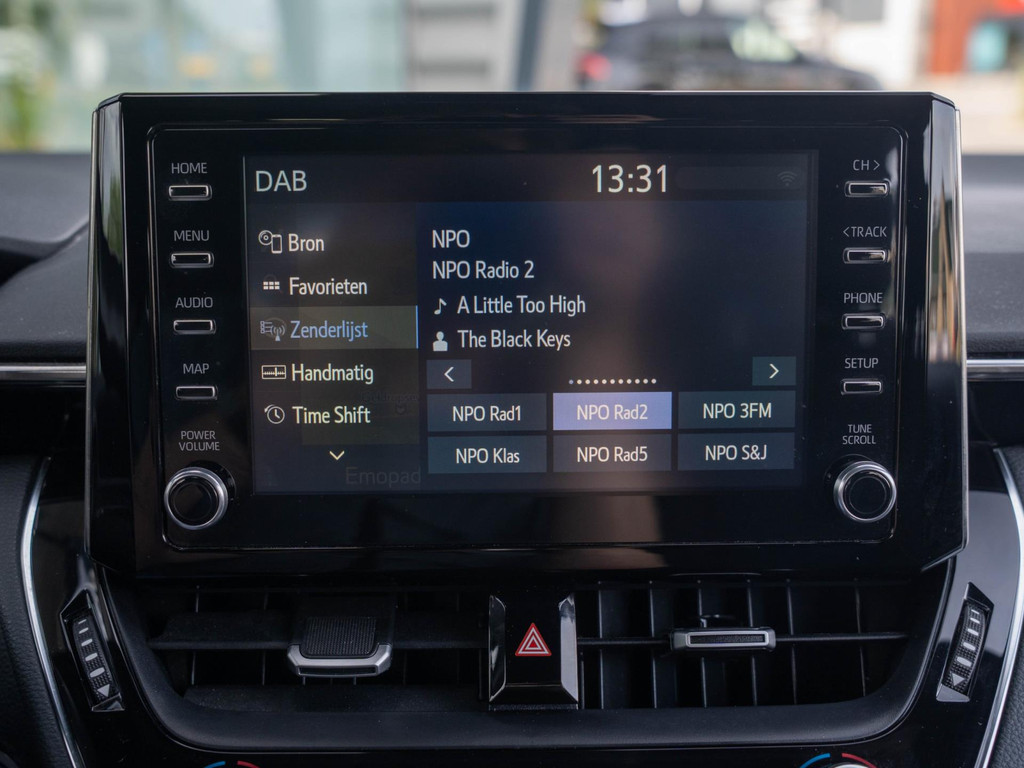 HOME
MENU
AUDIO
MAP
POWER
VOLUME
DAB
13:31
Bron
Favorieten
Zenderlijst
Handmatig
Time Shift
NPO
NPO Radio 2
A Little Too High
The Black Keys
<
>
NPO Rad1
NPO Rad2
NPO 3FM
NPO Klas
NPO Rad5
NPO S&J
Emopad
CH >
<TRACK
PHONE
SETUP
TUNE
SCROLL